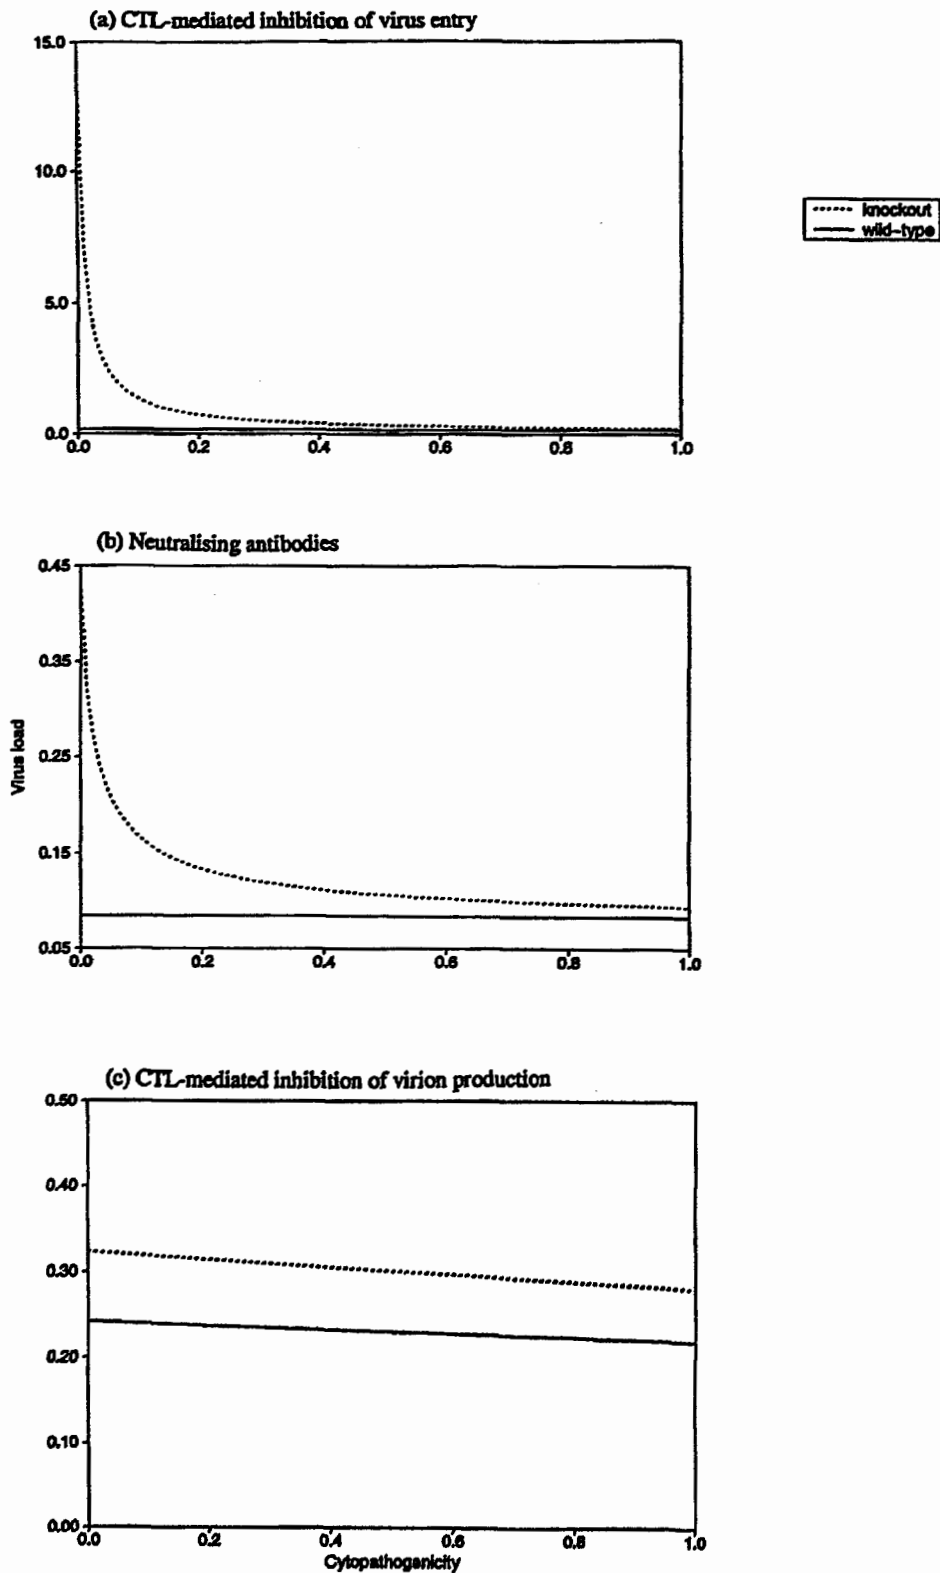 (a) CTL-mediated inhibition of virus entry
15.0
10.0
5.0
0.0
0.0 0.2 0.4 0.6 0.8 1.0
knockout
wild-type
(b) Neutralising antibodies
0.45
0.35
0.25
0.15
0.05
0.0 0.2 0.4 0.6 0.8 1.0
Virus load
(c) CTL-mediated inhibition of virion production
0.50
0.40
0.30
0.20
0.10
0.00
0.0 0.2 0.4 0.6 0.8 1.0
Cytopathogenicity